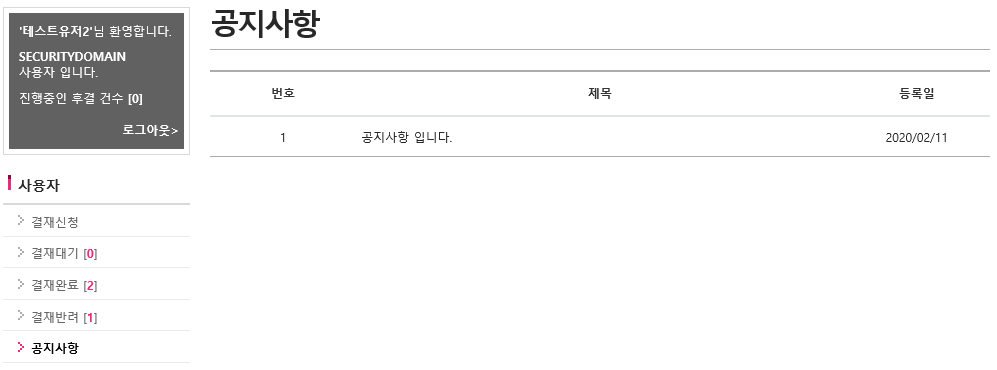 '테스트유저2'님 환영합니다.
SECURITYDOMAIN
사용자 입니다.
진행중인 후결 건수 [0]
로그아웃>
사용자
결재신청
결재대기 [0]
결재완료 [2]
결재반려 [1]
공지사항
공지사항
번호 제목 등록일
1 공지사항 입니다. 2020/02/11